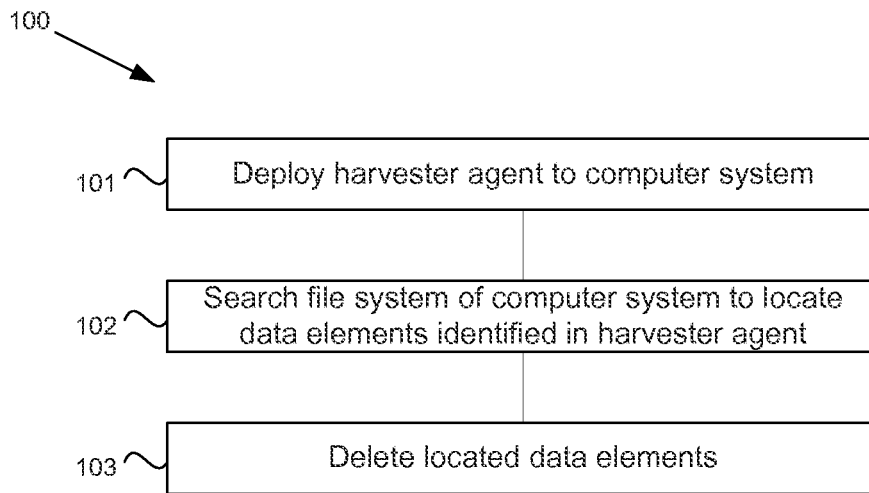 100
101
Deploy harvester agent to computer system
102
Search file system of computer system to locate
data elements identified in harvester agent
103
Delete located data elements